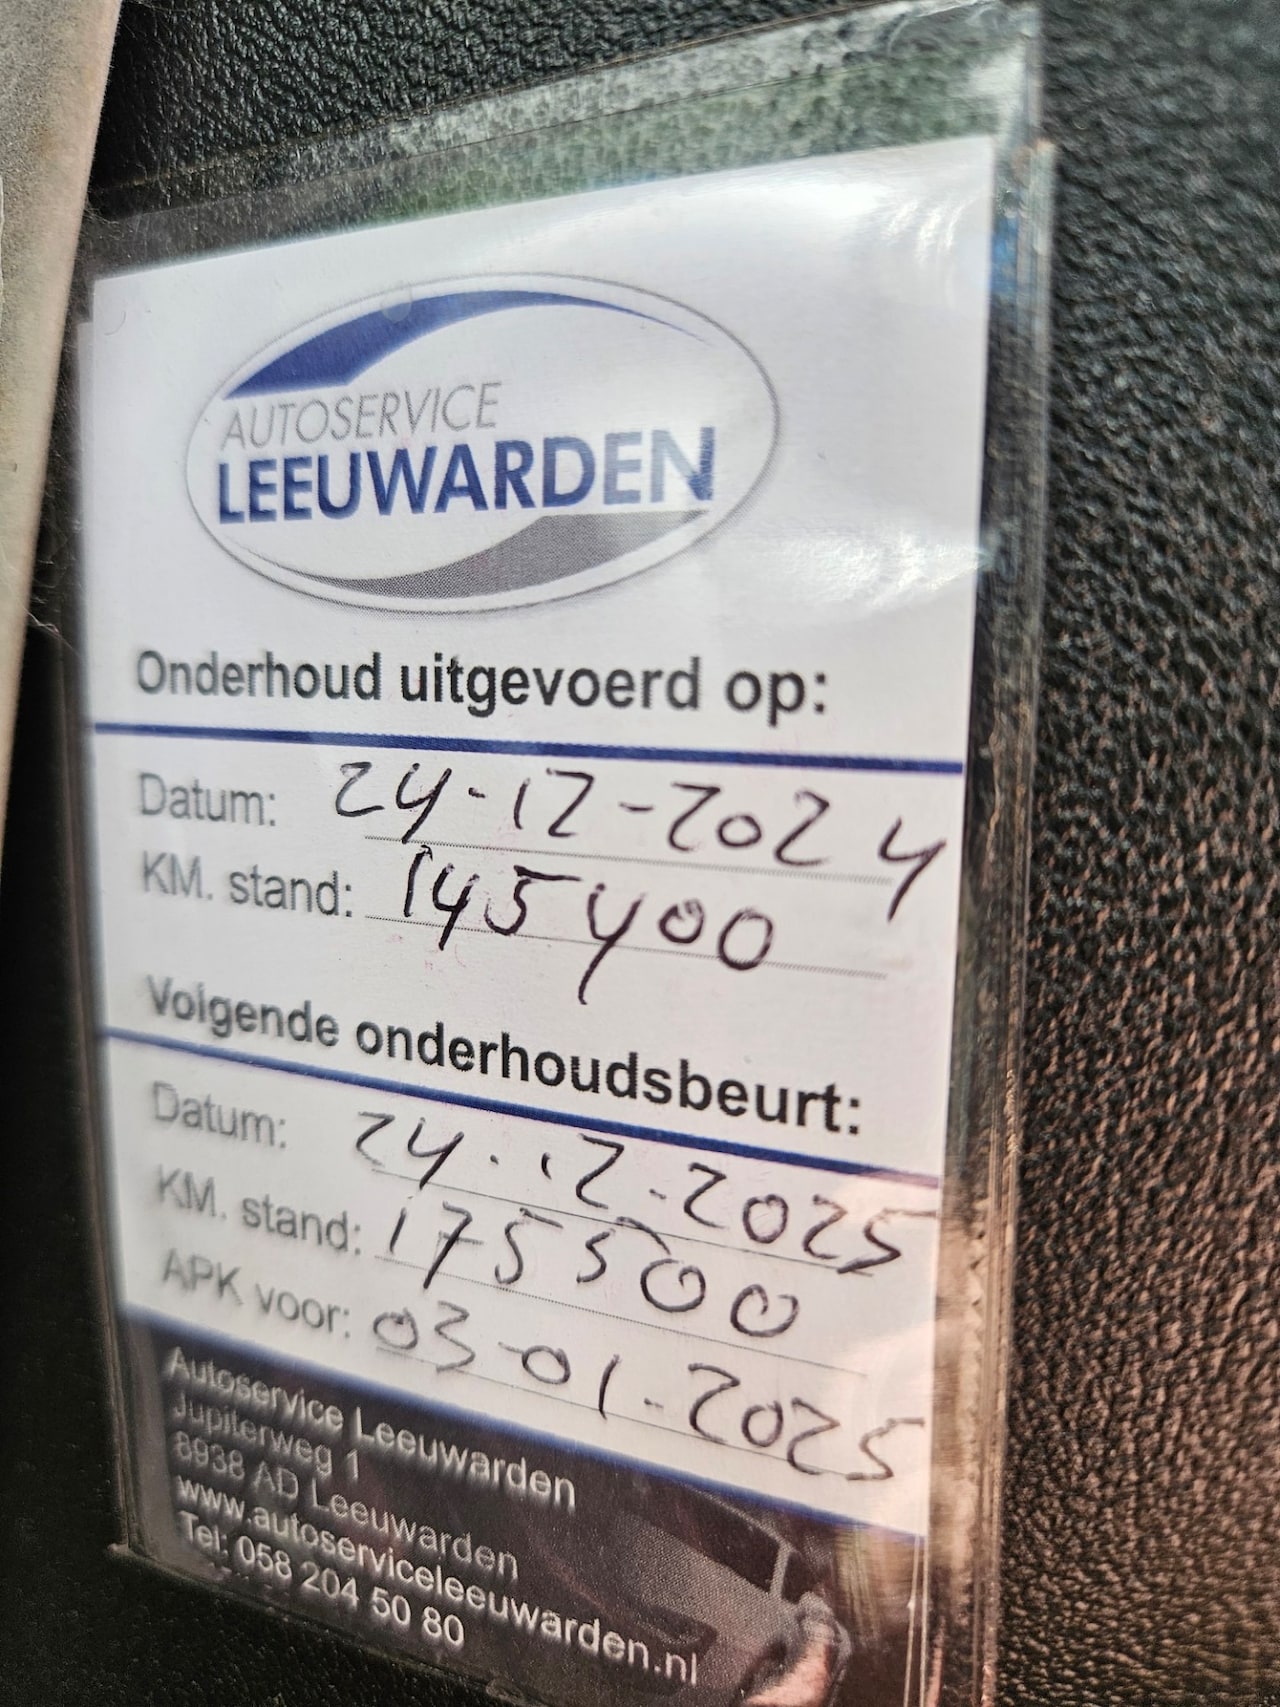 AUTOSERVICE
LEEUWARDEN
Onderhoud uitgevoerd op:
Datum: 24-12-2024
KM. stand: 145400
Volgende onderhoudsbeurt:
Datum: 24-12-2025
KM. stand: 175500
APK voor: 03-01-2025
Autoservice Leeuwarden
Jupiterweg 1
8938 AD Leeuwarden
www.autoserviceleeuwarden.nl
Tel: 058 204 50 80